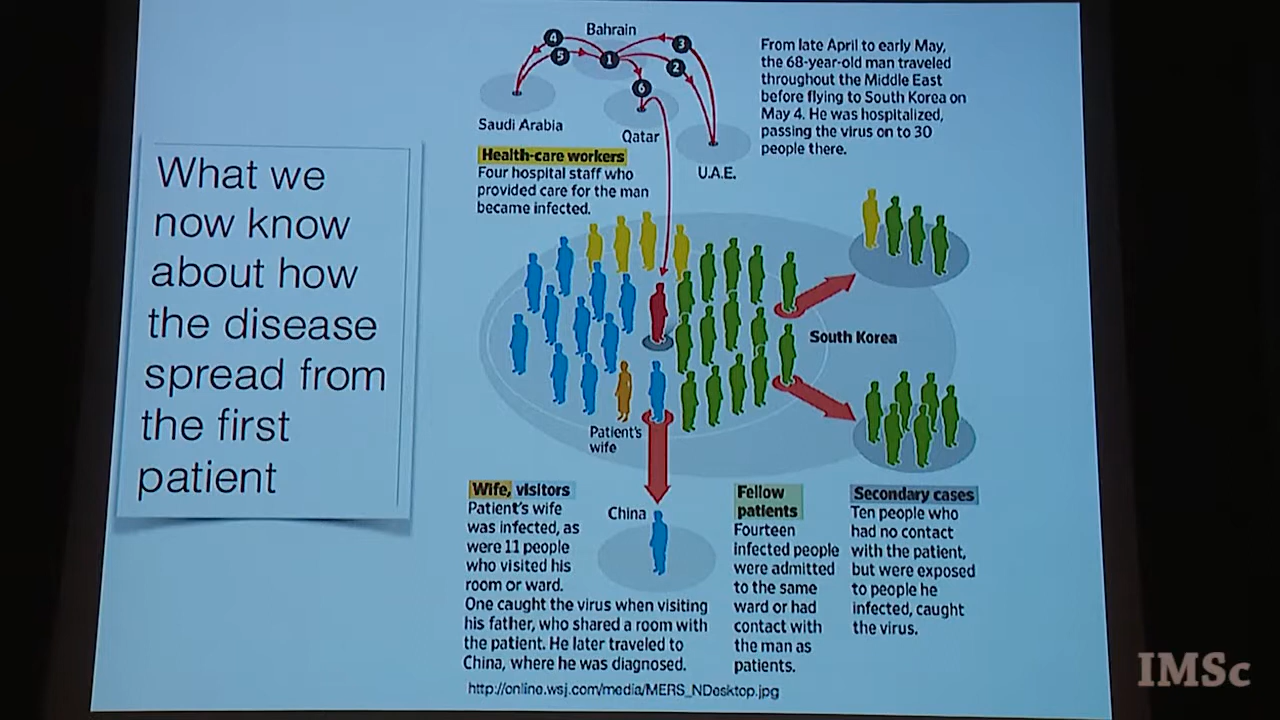 What we
now know
about how
the disease
spread from
the first
patient
Bahrain
4
5
1
3
2
6
Saudi Arabia
Qatar
U.A.E.
From late April to early May,
the 68-year-old man traveled
throughout the Middle East
before flying to South Korea on
May 4. He was hospitalized,
passing the virus on to 30
people there.
Health-care workers
Four hospital staff who
provided care for the man
became infected.
South Korea
Patient's
wife
China
Wife, visitors
Patient's wife
was infected, as
were 11 people
who visited his
room or ward.
One caught the virus when visiting
his father, who shared a room with
the patient. He later traveled to
China, where he was diagnosed.
Fellow
patients
Fourteen
infected people
were admitted
to the same
ward or had
contact with
the man as
patients.
Secondary cases
Ten people who
had no contact
with the patient,
but were exposed
to people he
infected, caught
the virus.
http://online.wsj.com/media/MERS_NDesktop.jpg
IMSc